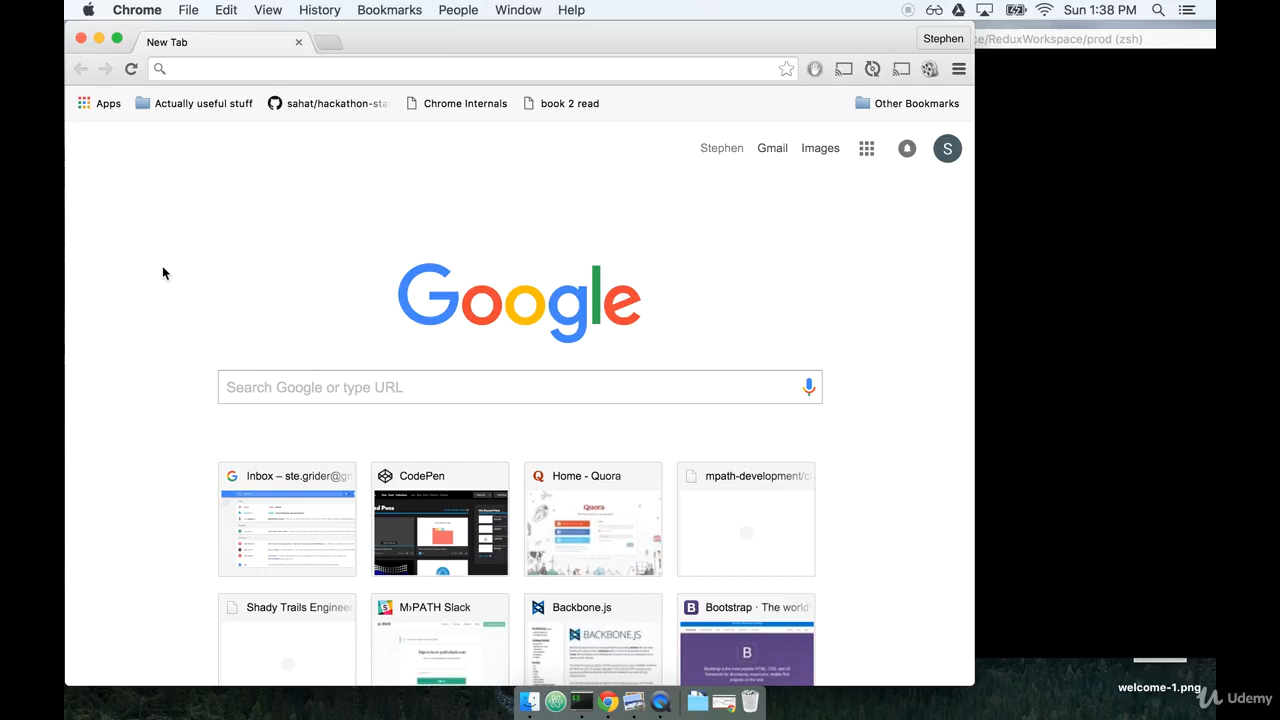 Chrome File Edit View History Bookmarks People Window Help Sun 1:38 PM
New Tab Stephen
e/ReduxWorkspace/prod (zsh)
Apps Actually useful stuff sahat/hackathon-sta Chrome Internals book 2 read Other Bookmarks
Stephen Gmail Images S
Google
Search Google or type URL
Inbox – ste.grider@gm CodePen Home - Quora mpath-development/c
Quora
Shady Trails Enginee M›PATH Slack Backbone.js Bootstrap · The world
BACKBONE.JS
B
welcome-1.png
Udemy